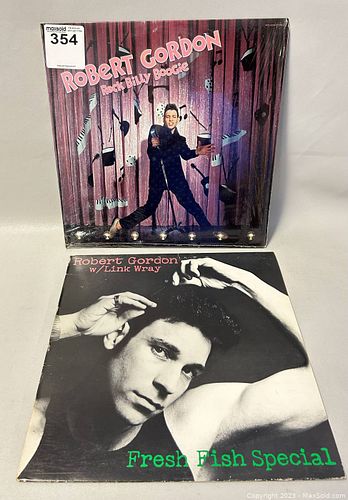 maxsold
354
ROBERT GORDON
ROCK BILLY BOOGIE
Robert Gordon
w/Link Wray
Fresh Fish Special
Copyright 2023 - MaxSold.com